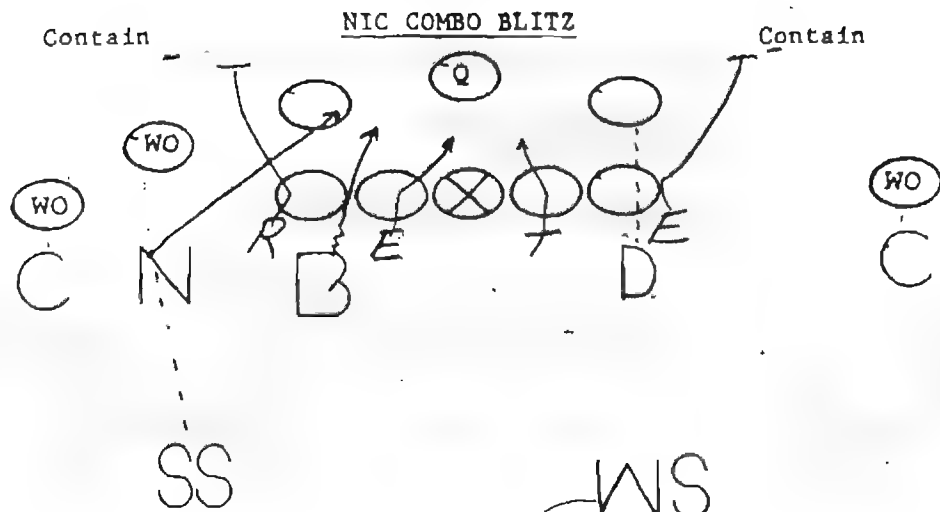 NIC COMBO BLITZ
Contain Contain
Q
WO
WO WO
R E E
C N B D C
SS WS